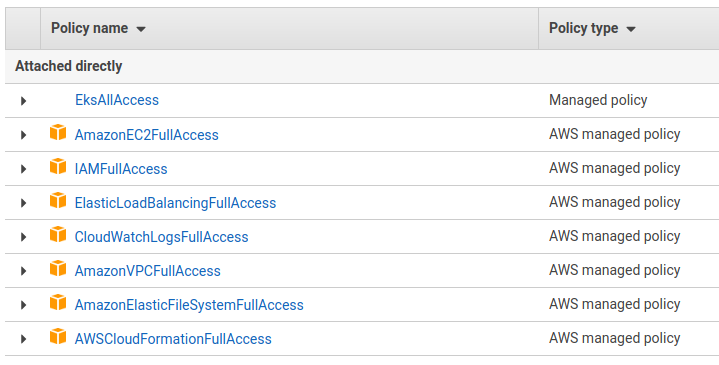 Policy name Policy type
Attached directly
EksAllAccess Managed policy
AmazonEC2FullAccess AWS managed policy
IAMFullAccess AWS managed policy
ElasticLoadBalancingFullAccess AWS managed policy
CloudWatchLogsFullAccess AWS managed policy
AmazonVPCFullAccess AWS managed policy
AmazonElasticFileSystemFullAccess AWS managed policy
AWSCloudFormationFullAccess AWS managed policy